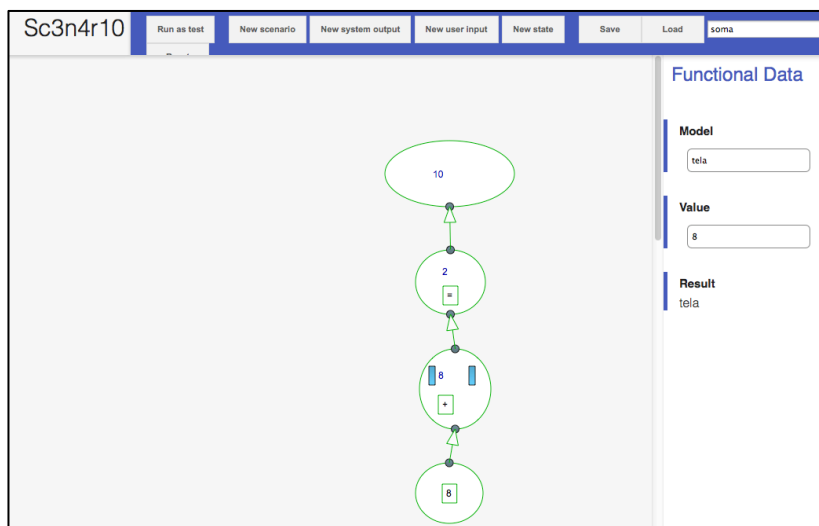 Sc3n4r10
Run as test
New scenario
New system output
New user input
New state
Save
Load
soma
Functional Data
Model
tela
Value
8
Result
tela
10
2
=
8
+
8